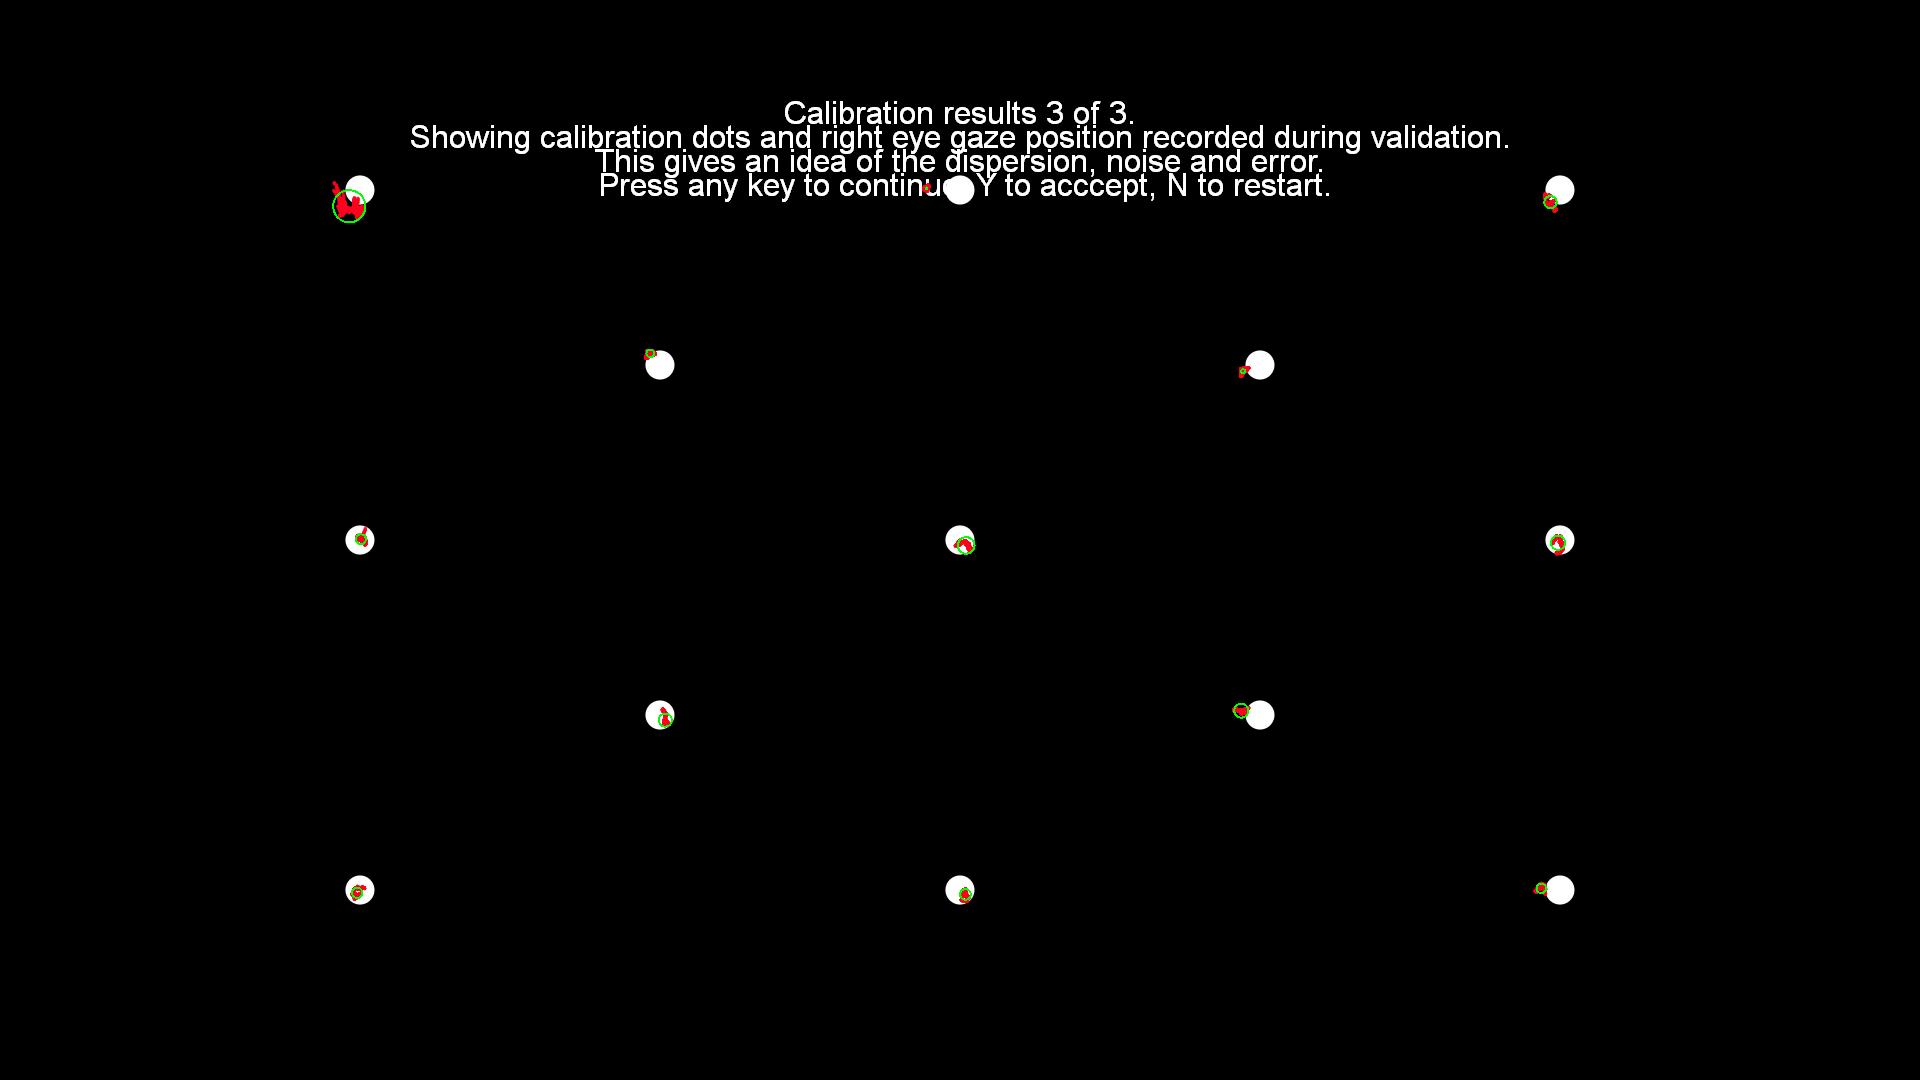 Calibration results 3 of 3.
Showing calibration dots and right eye gaze position recorded during validation.
This gives an idea of the dispersion, noise and error.
Press any key to continue Y to acccept, N to restart.